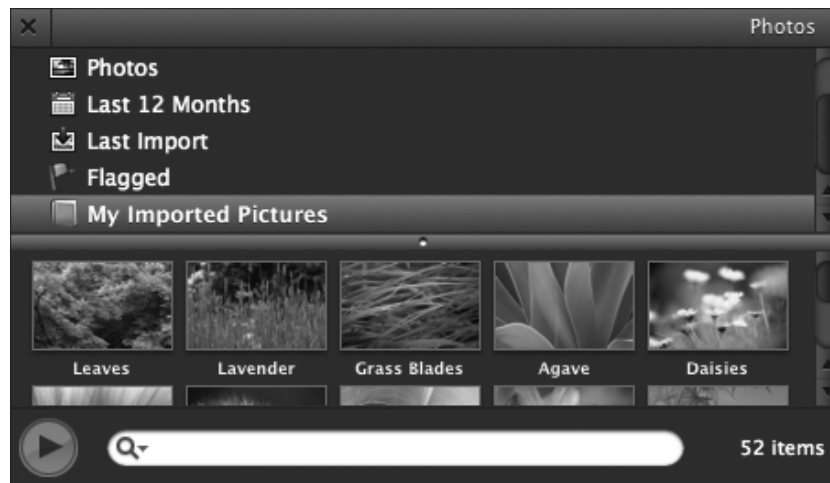 Photos
Photos
Last 12 Months
Last Import
Flagged
My Imported Pictures
Leaves Lavender Grass Blades Agave Daisies
52 items